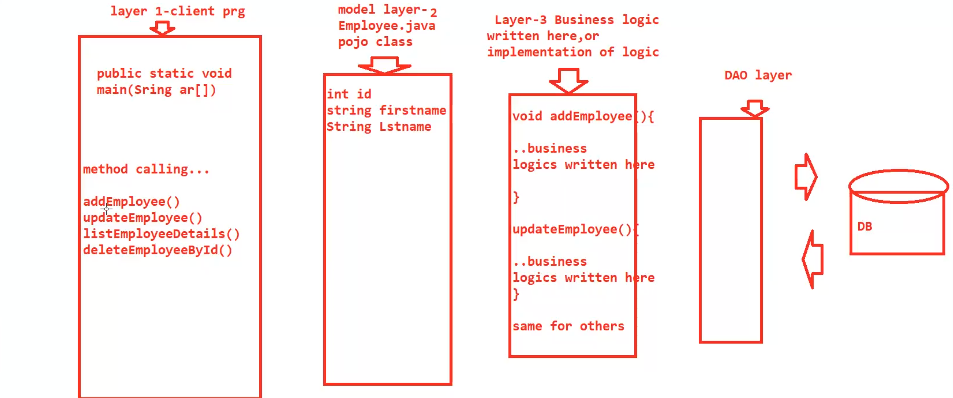 layer 1-client prg
public static void
main(Sring ar[])
method calling...
addEmployee()
updateEmployee()
listEmployeeDetails()
deleteEmployeeById()
model layer-2
Employee.java
pojo class
int id
string firstname
String Lstname
Layer-3 Business logic
written here,or
implementation of logic
void addEmployee(){
..business
logics written here
}
updateEmployee(){
..business
logics written here
}
same for others
DAO layer
DB